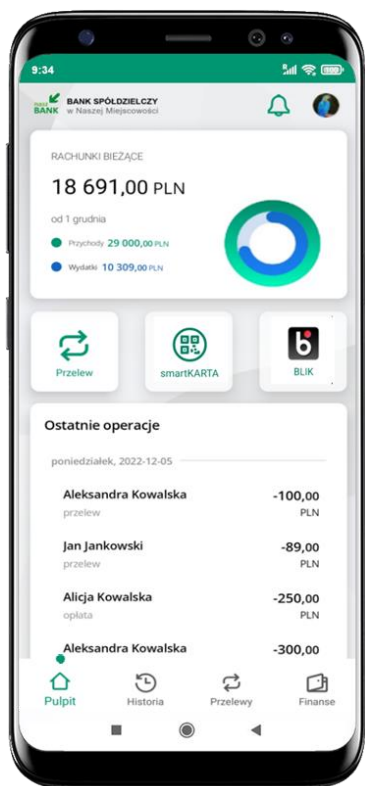 9:34
nasz
BANK
BANK SPÓŁDZIELCZY
w Naszej Miejscowości
RACHUNKI BIEŻĄCE
18 691,00 PLN
od 1 grudnia
Przychody 29 000,00 PLN
Wydatki 10 309,00 PLN
Przelew
smartKARTA
BLIK
Ostatnie operacje
poniedziałek, 2022-12-05
Aleksandra Kowalska -100,00
przelew PLN
Jan Jankowski -89,00
przelew PLN
Alicja Kowalska -250,00
opłata PLN
Aleksandra Kowalska -300,00
Pulpit Historia Przelewy Finanse